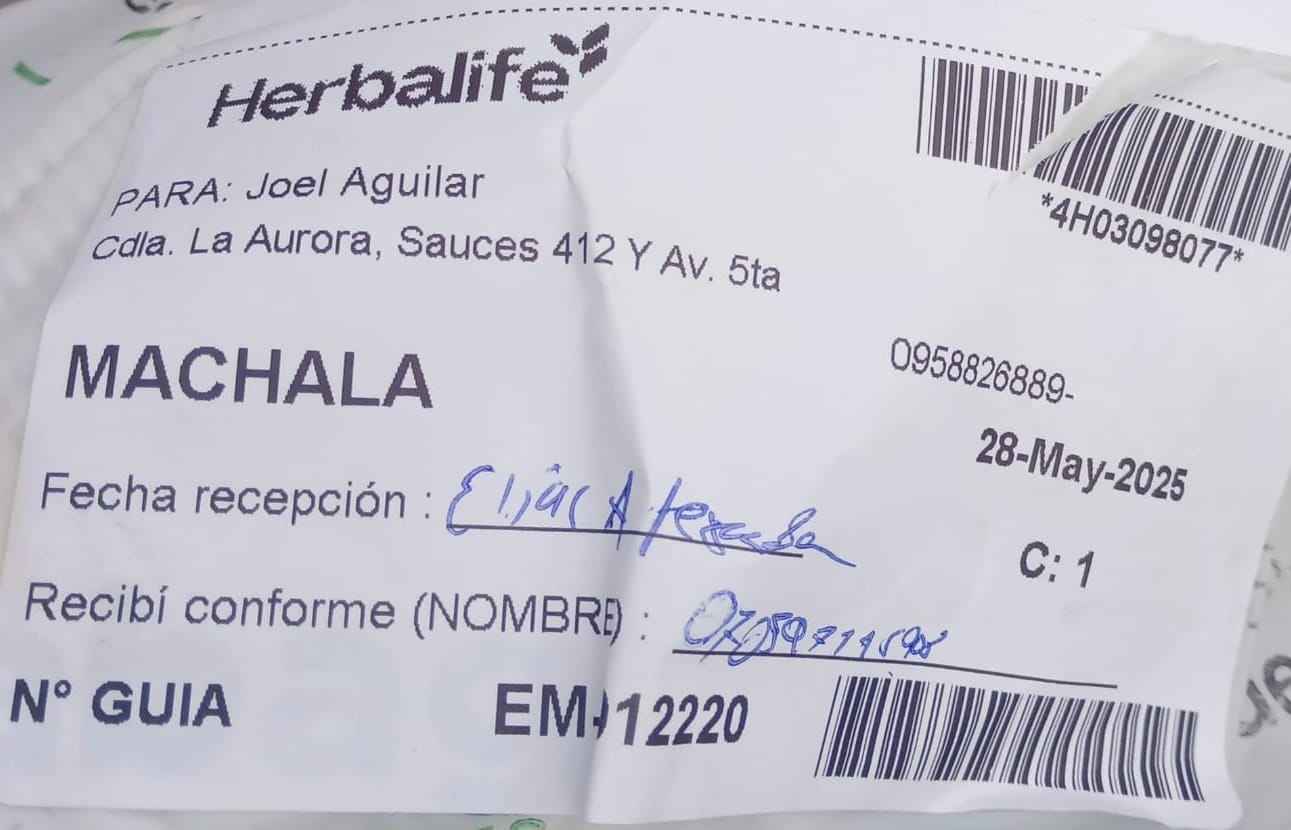 Herbalife
*4H03098077*
PARA: Joel Aguilar
Cdla. La Aurora, Sauces 412 Y Av. 5ta
MACHALA
0958826889-
28-May-2025
Fecha recepción : Elias
C: 1
Recibí conforme (NOMBRE) :
N° GUIA EM-12220